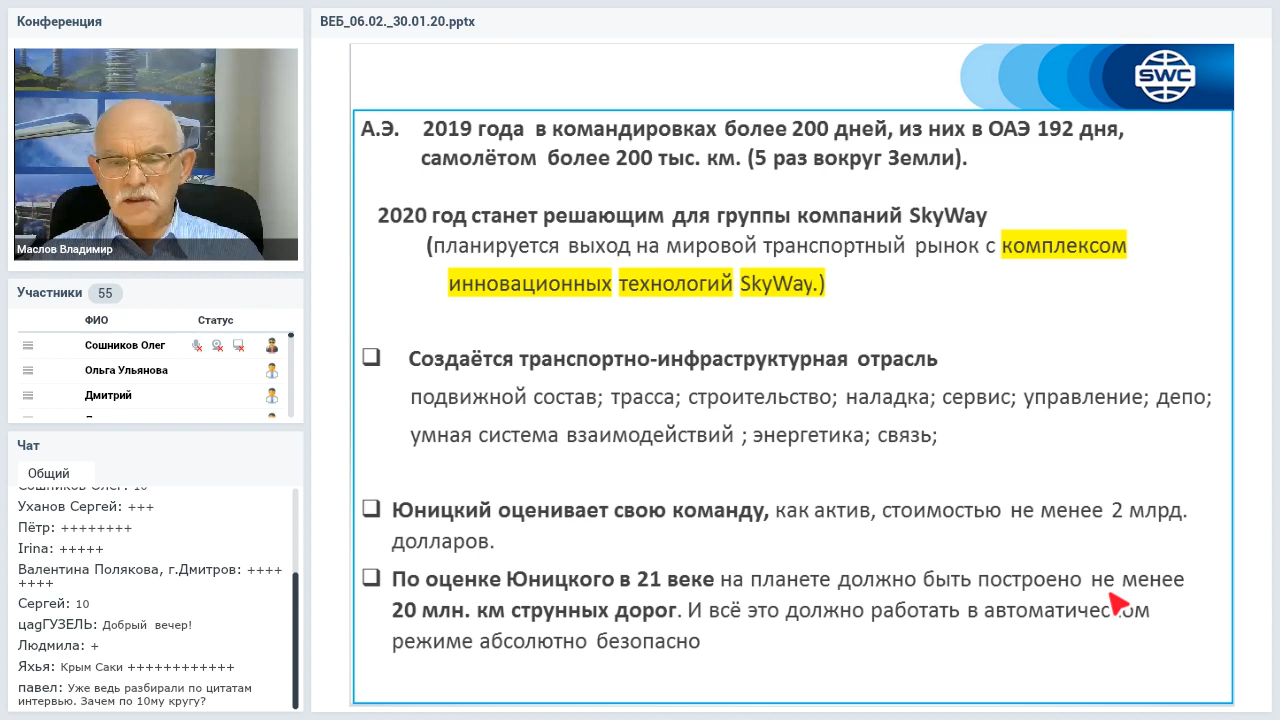 Конференция
Маслов Владимир
Участники 55
ФИО Статус
Сошников Олег
Ольга Ульянова
Дмитрий
Чат
Общий
Сошников Олег: 10
Уханов Сергей: +++
Пётр: ++++++++
Irina: +++++
Валентина Полякова, г.Дмитров: ++++
++++
Сергей: 10
цадГУЗЕЛЬ: Добрый вечер!
Людмила: +
Яхья: Крым Саки ++++++++++++
павел: Уже ведь разбирали по цитатам
интервью. Зачем по 10му кругу?
ВЕБ_06.02._30.01.20.pptx
SWC
А.Э. 2019 года в командировках более 200 дней, из них в ОАЭ 192 дня,
самолётом более 200 тыс. км. (5 раз вокруг Земли).
2020 год станет решающим для группы компаний SkyWay
(планируется выход на мировой транспортный рынок с комплексом
инновационных технологий SkyWay.)
❑ Создаётся транспортно-инфраструктурная отрасль
подвижной состав; трасса; строительство; наладка; сервис; управление; депо;
умная система взаимодействий ; энергетика; связь;
❑ Юницкий оценивает свою команду, как актив, стоимостью не менее 2 млрд.
долларов.
❑ По оценке Юницкого в 21 веке на планете должно быть построено не менее
20 млн. км струнных дорог. И всё это должно работать в автоматическом
режиме абсолютно безопасно